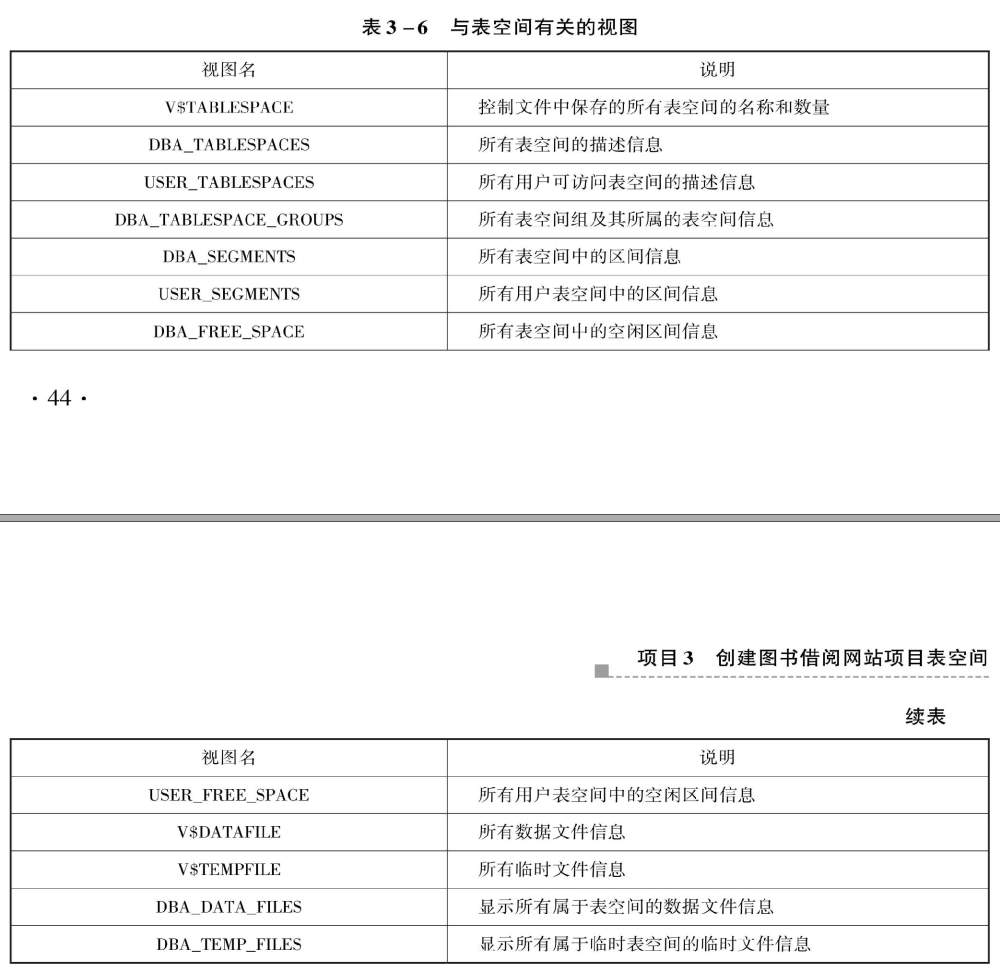 表3-6 与表空间有关的视图
视图名 说明
V$TABLESPACE 控制文件中保存的所有表空间的名称和数量
DBA_TABLESPACES 所有表空间的描述信息
USER_TABLESPACES 所有用户可访问表空间的描述信息
DBA_TABLESPACE_GROUPS 所有表空间组及其所属的表空间信息
DBA_SEGMENTS 所有表空间中的区间信息
USER_SEGMENTS 所有用户表空间中的区间信息
DBA_FREE_SPACE 所有表空间中的空闲区间信息
· 44 ·
项目3 创建图书借阅网站项目表空间
续表
视图名 说明
USER_FREE_SPACE 所有用户表空间中的空闲区间信息
V$DATAFILE 所有数据文件信息
V$TEMPFILE 所有临时文件信息
DBA_DATA_FILES 显示所有属于表空间的数据文件信息
DBA_TEMP_FILES 显示所有属于临时表空间的临时文件信息